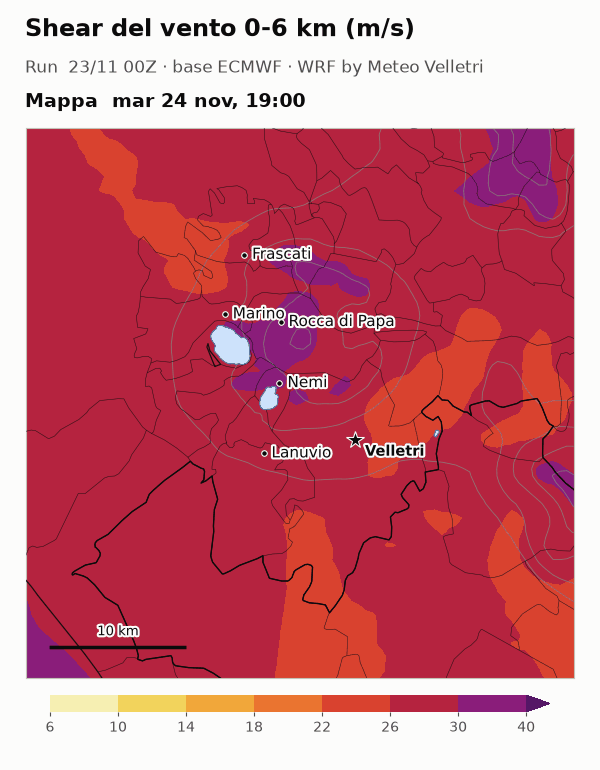 Shear del vento 0-6 km (m/s)
Run  23/11 00Z · base ECMWF · WRF by Meteo Velletri
Mappa  mar 24 nov, 19:00
Frascati
Marino
Rocca di Papa
Nemi
Velletri
Lanuvio
10 km
6 10 14 18 22 26 30 40